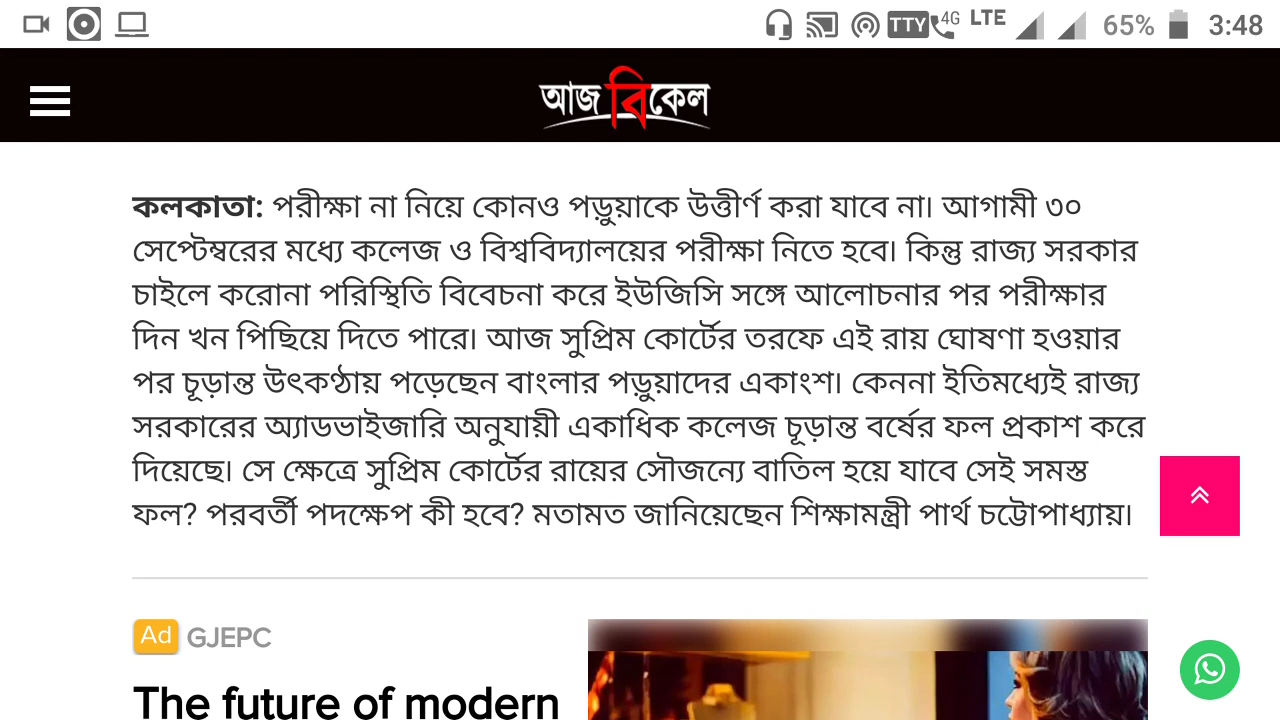 TTY 4G LTE 65% 3:48
আজ বিকেল
কলকাতা: পরীক্ষা না নিয়ে কোনও পড়ুয়াকে উত্তীর্ণ করা যাবে না। আগামী ৩০
সেপ্টেম্বরের মধ্যে কলেজ ও বিশ্ববিদ্যালয়ের পরীক্ষা নিতে হবে। কিন্তু রাজ্য সরকার
চাইলে করোনা পরিস্থিতি বিবেচনা করে ইউজিসি সঙ্গে আলোচনার পর পরীক্ষার
দিন খন পিছিয়ে দিতে পারে। আজ সুপ্রিম কোর্টের তরফে এই রায় ঘোষণা হওয়ার
পর চূড়ান্ত উৎকণ্ঠায় পড়েছেন বাংলার পড়ুয়াদের একাংশ। কেননা ইতিমধ্যেই রাজ্য
সরকারের অ্যাডভাইজারি অনুযায়ী একাধিক কলেজ চূড়ান্ত বর্ষের ফল প্রকাশ করে
দিয়েছে। সে ক্ষেত্রে সুপ্রিম কোর্টের রায়ের সৌজন্যে বাতিল হয়ে যাবে সেই সমস্ত
ফল? পরবর্তী পদক্ষেপ কী হবে? মতামত জানিয়েছেন শিক্ষামন্ত্রী পার্থ চট্টোপাধ্যায়।
Ad GJEPC
The future of modern